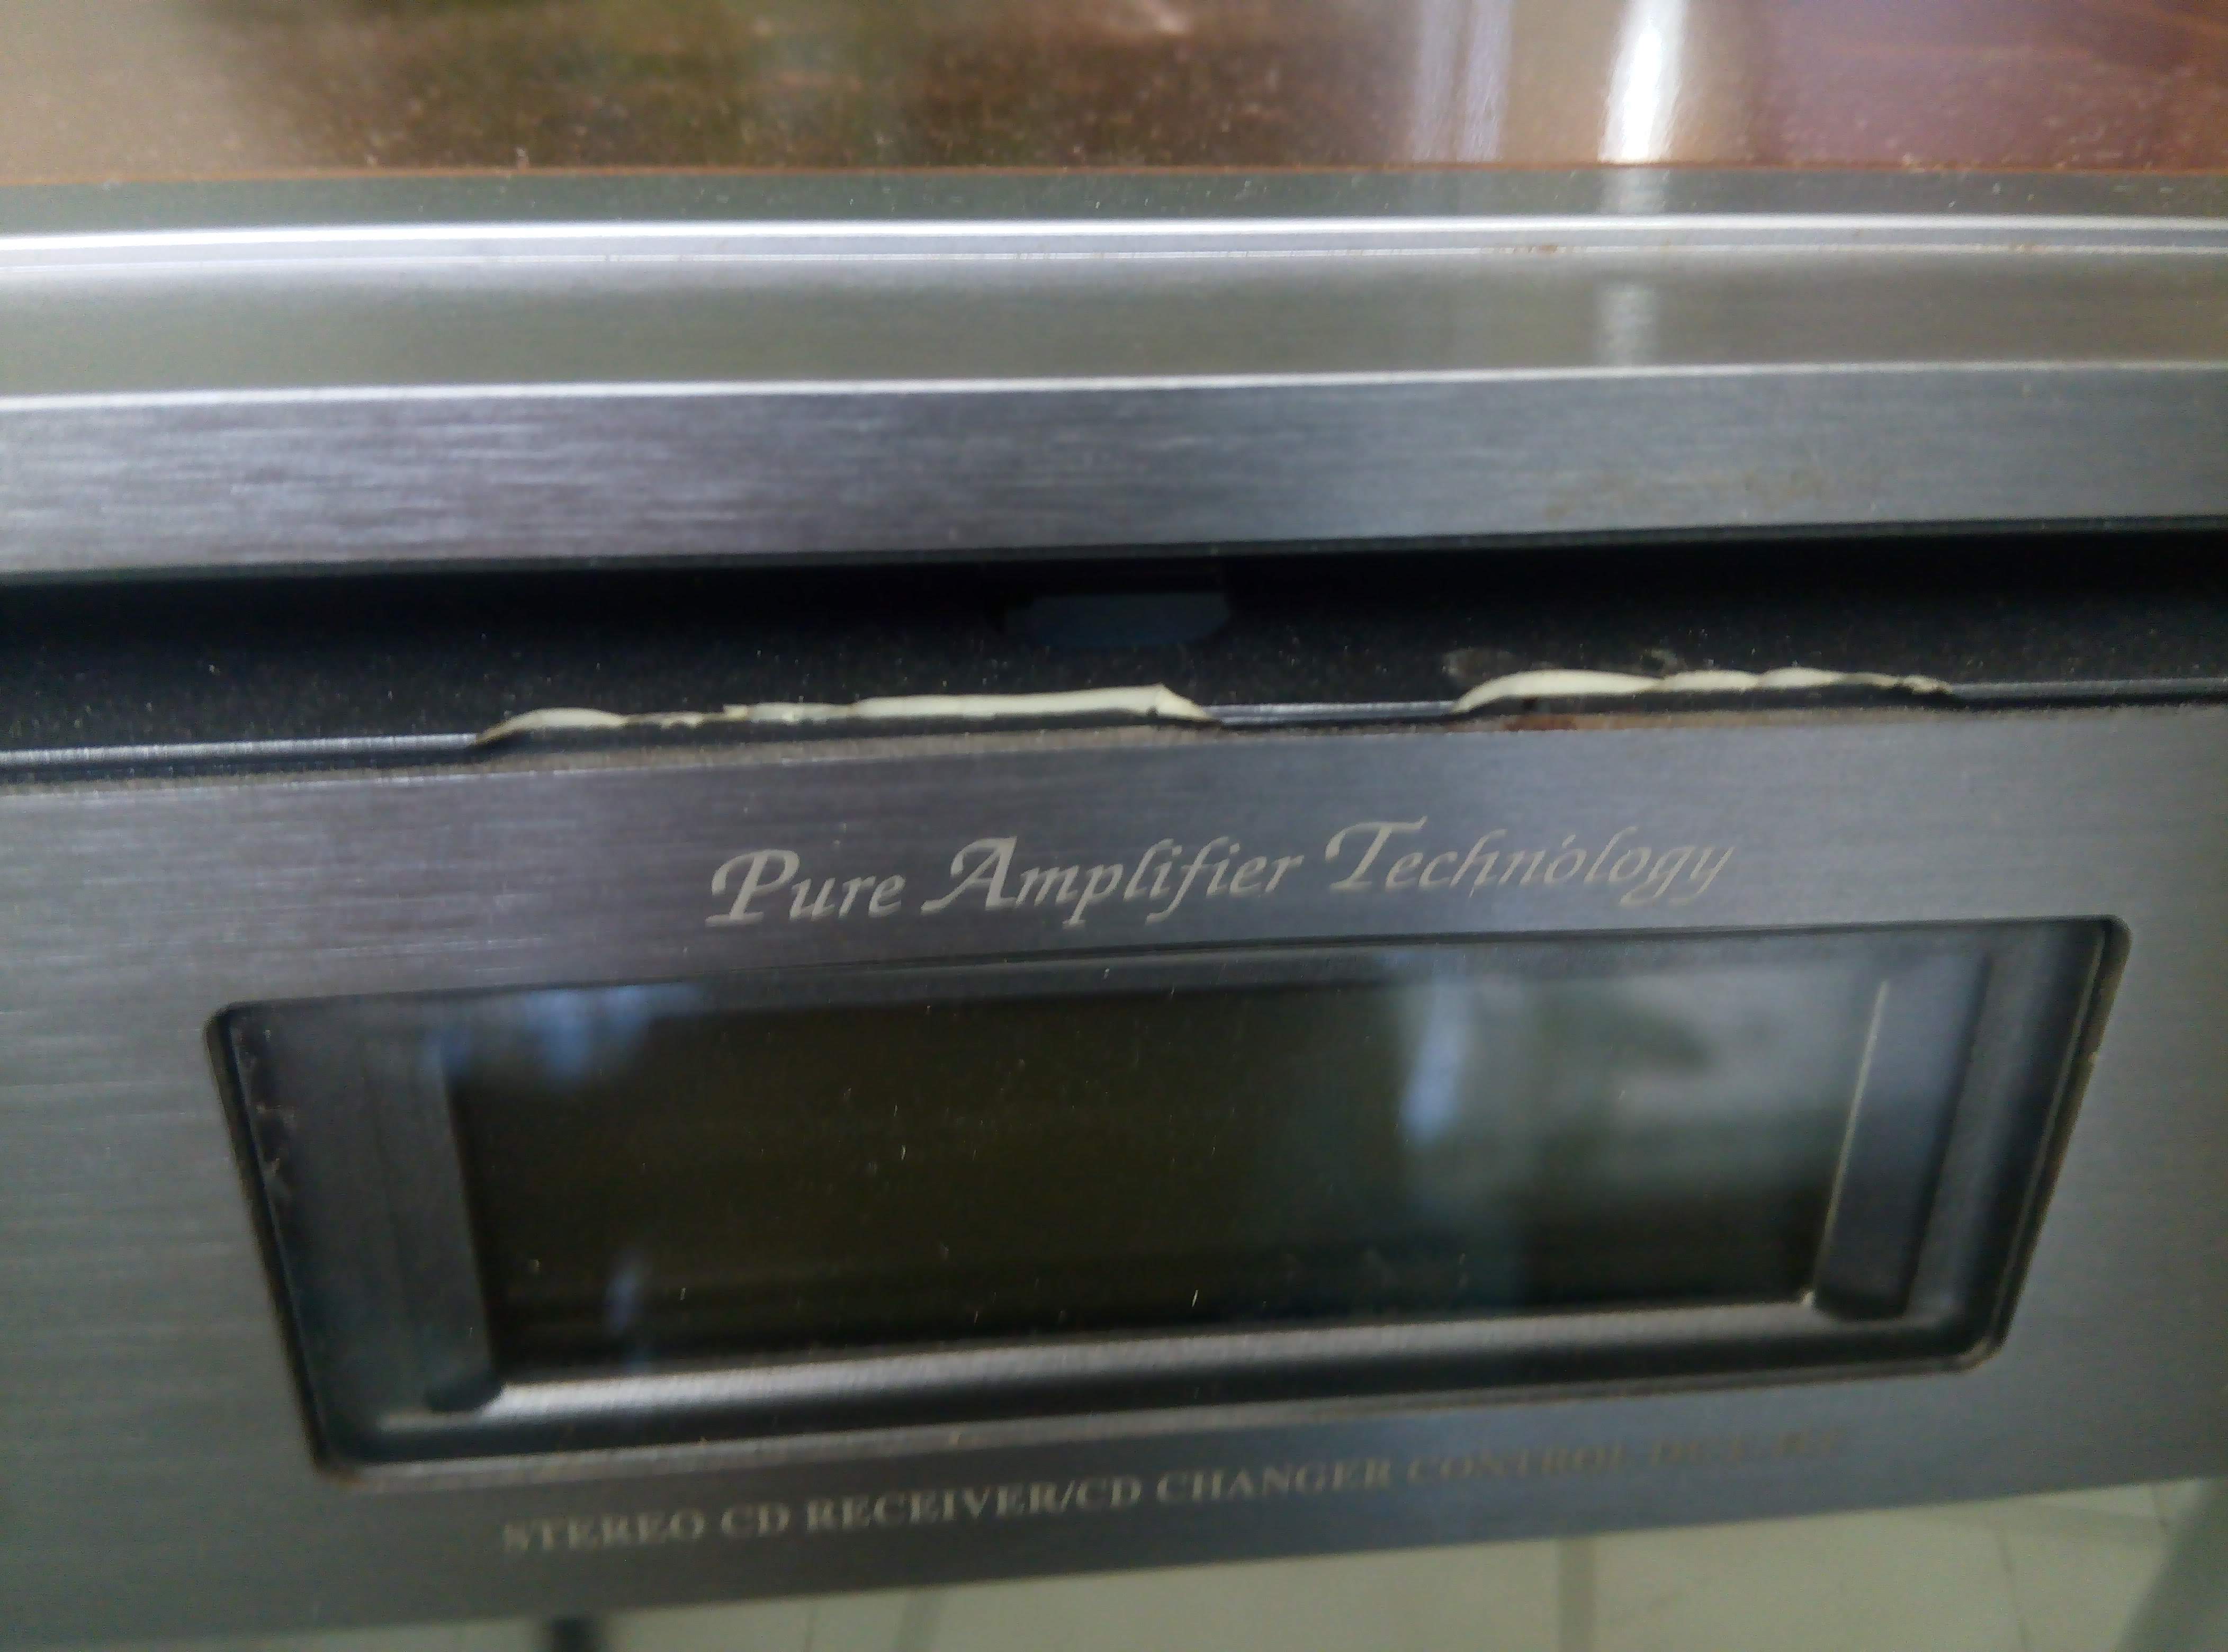 Pure Amplifier Technology
STEREO CD RECEIVER/CD CHANGER CONTROL